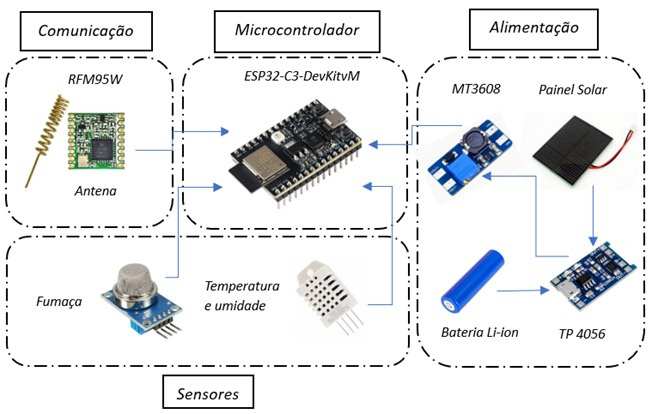 Comunicação
Microcontrolador
Alimentação
RFM95W
ESP32-C3-DevKitvM
MT3608
Painel Solar
Antena
Fumaça
Temperatura
e umidade
Bateria Li-ion
TP 4056
Sensores